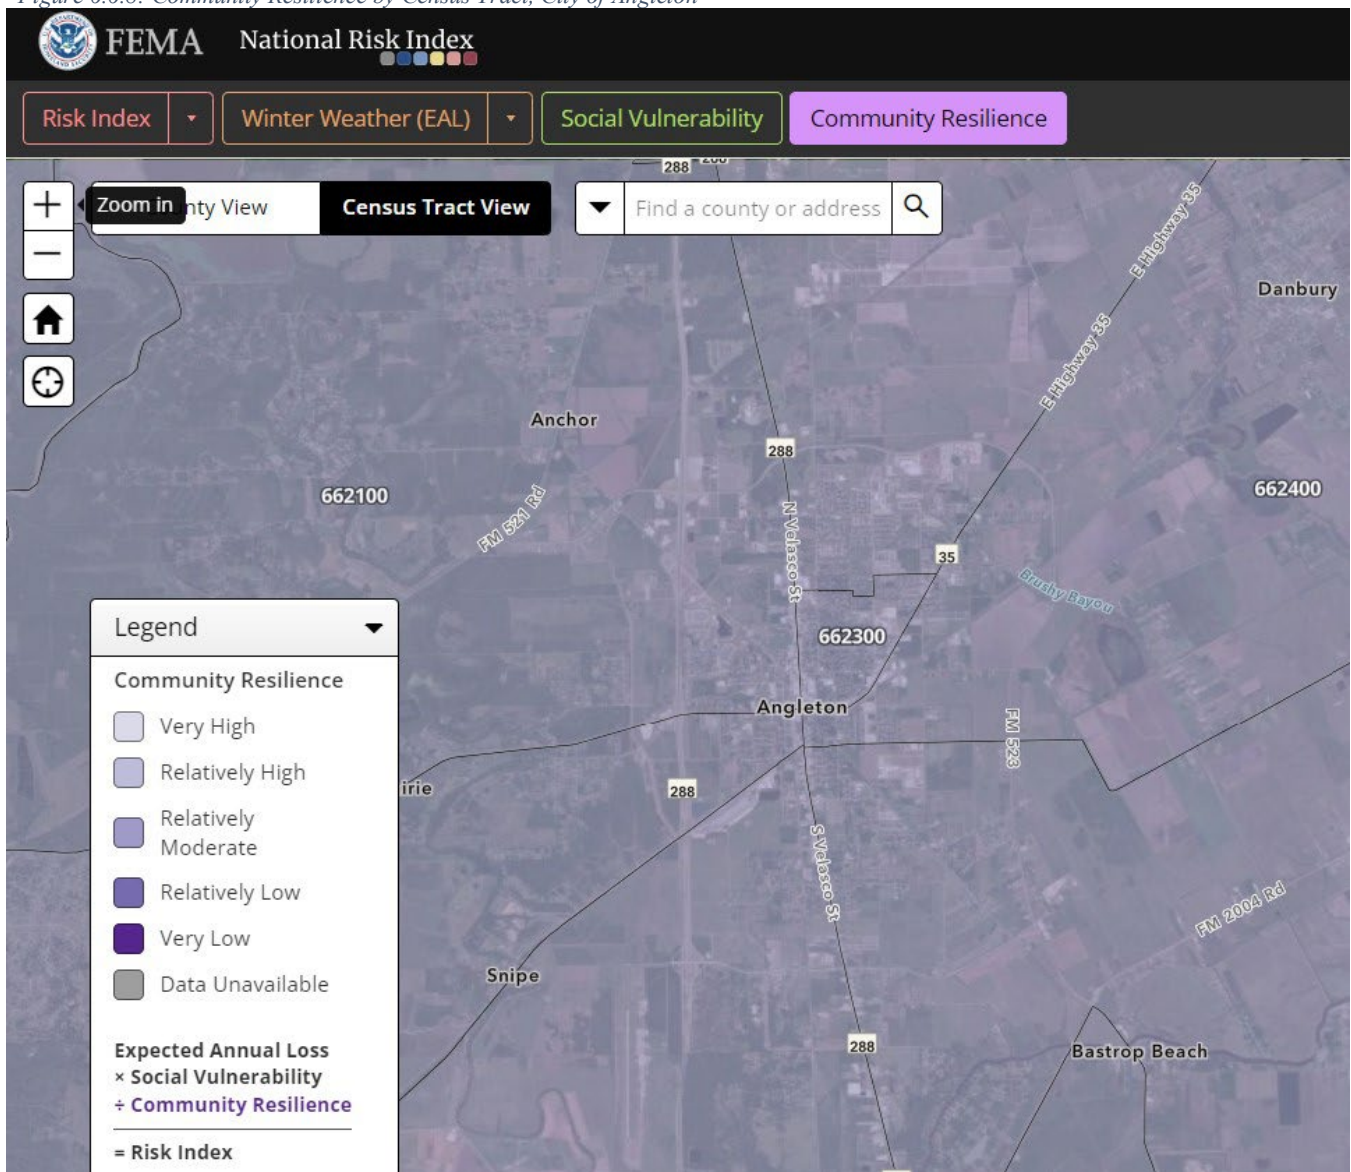 FEMA National Risk Index
Risk Index
Winter Weather (EAL)
Social Vulnerability
Community Resilience
288
Zoom in
nty View
Census Tract View
Find a county or address
E Highway 35
Danbury
E Highway 35
Anchor
288
662100
662400
FM 521 Rd
N Velasco St
35
Brushy Bayou
Legend
662300
Community Resilience
Very High
Angleton
FM 523
Relatively High
irie
288
Relatively
Moderate
S Velasco St
Relatively Low
FM 2004 Rd
Very Low
Snipe
Data Unavailable
288
Bastrop Beach
Expected Annual Loss
× Social Vulnerability
÷ Community Resilience
= Risk Index